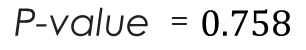 P-value = 0.758